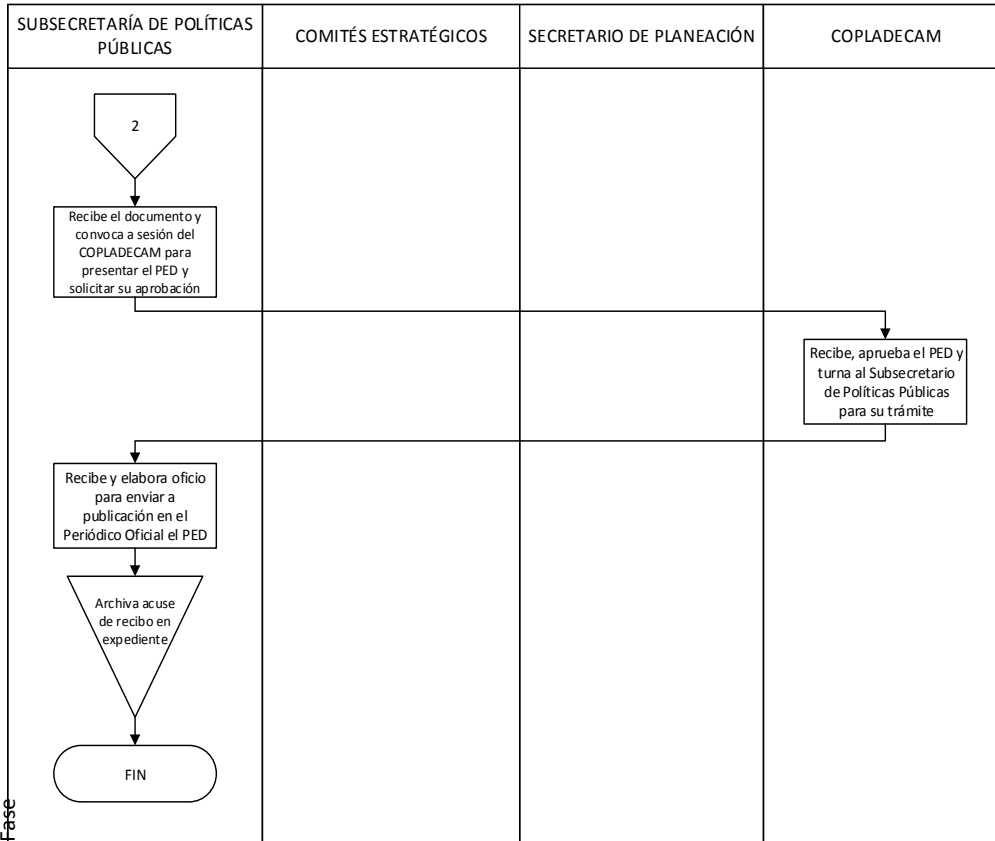 SUBSECRETARÍA DE POLÍTICAS
PÚBLICAS
COMITÉS ESTRATÉGICOS
SECRETARIO DE PLANEACIÓN
COPLADECAM
2
Recibe el documento y
convoca a sesión del
COPLADECAM para
presentar el PED y
solicitar su aprobación
Recibe, aprueba el PED y
turna al Subsecretario
de Políticas Públicas
para su trámite
Recibe y elabora oficio
para enviar a
publicación en el
Periódico Oficial el PED
Archiva acuse
de recibo en
expediente
FIN
Fase